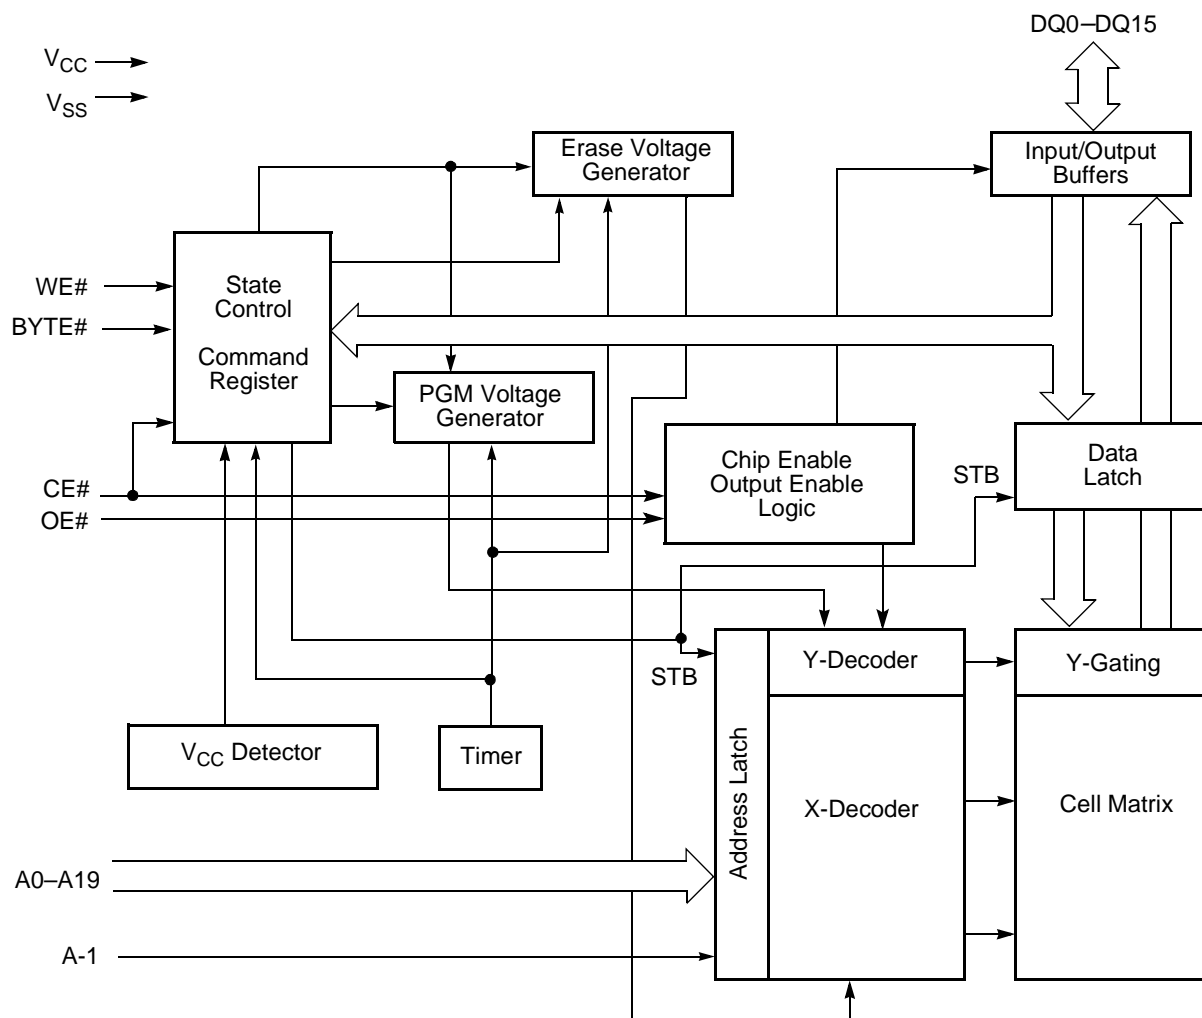 DQ0–DQ15
VCC
VSS
Erase Voltage
Generator
Input/Output
Buffers
WE#
BYTE#
State
Control
Command
Register
PGM Voltage
Generator
Chip Enable
Output Enable
Logic
STB
Data
Latch
CE#
OE#
STB
Y-Decoder
Y-Gating
VCC Detector
Timer
Address Latch
X-Decoder
Cell Matrix
A0–A19
A-1